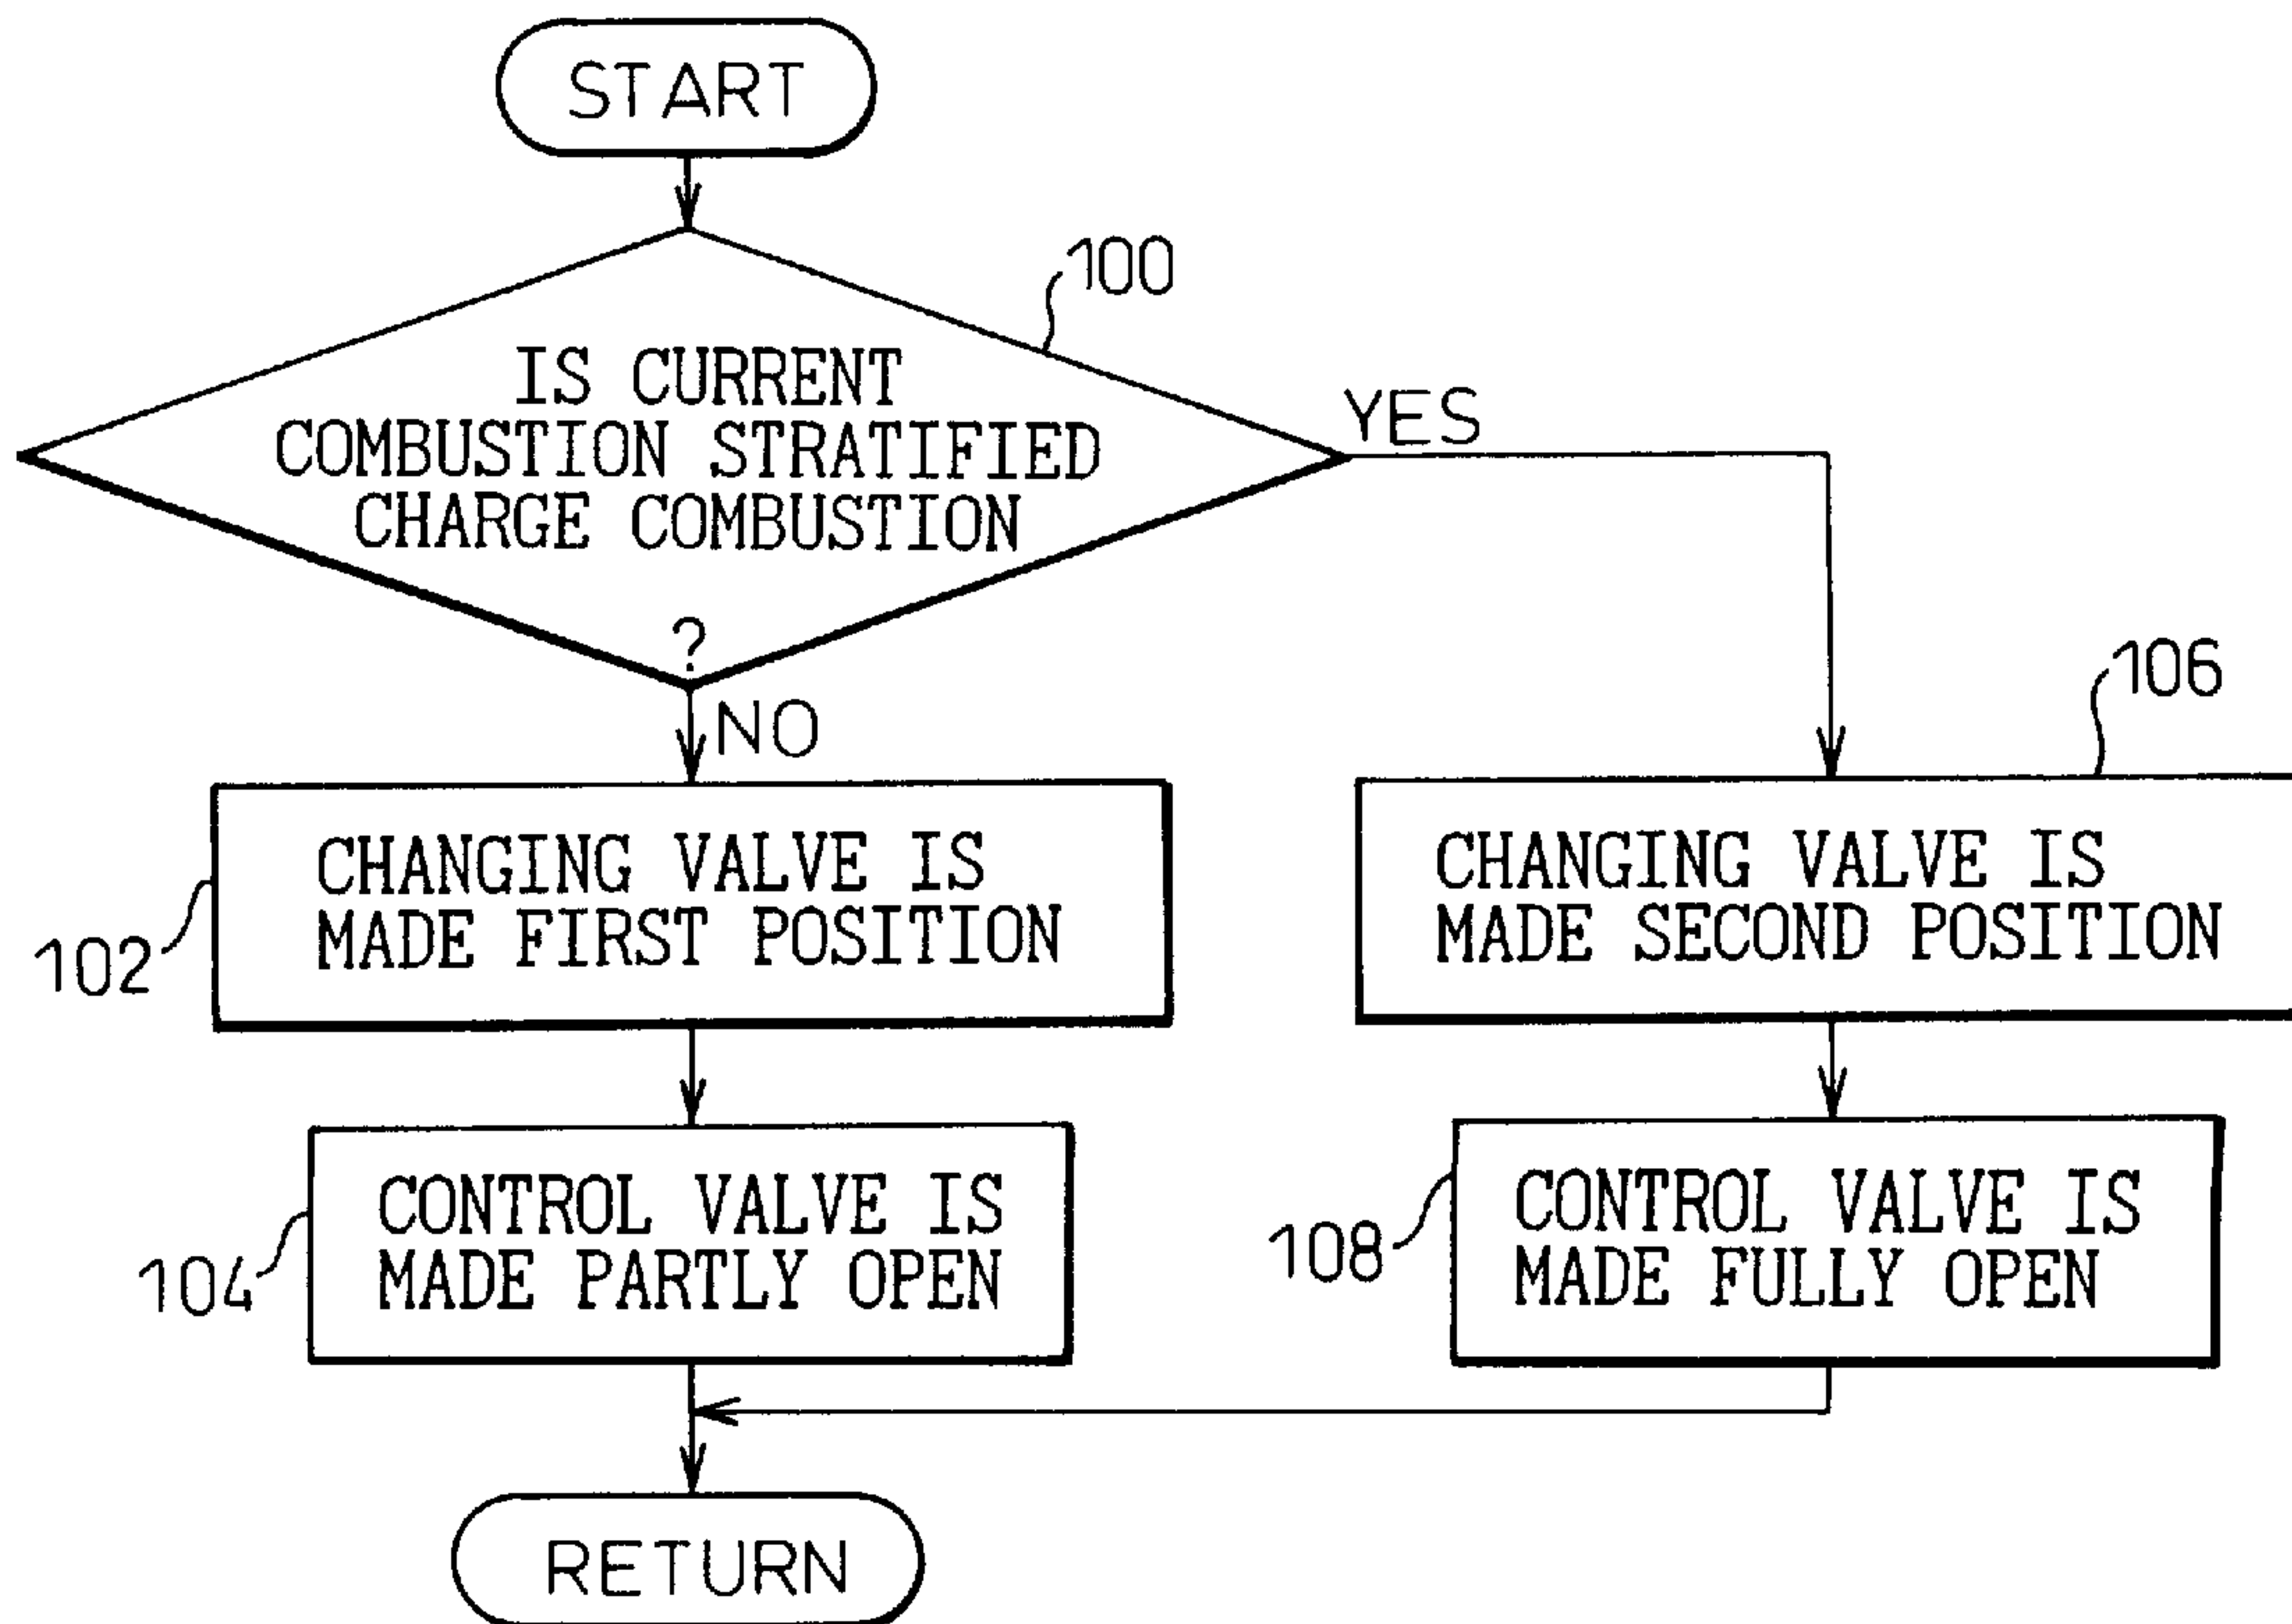 START
100
IS CURRENT
COMBUSTION STRATIFIED
CHARGE COMBUSTION
?
YES
NO
102
CHANGING VALVE IS
MADE FIRST POSITION
106
CHANGING VALVE IS
MADE SECOND POSITION
104
CONTROL VALVE IS
MADE PARTLY OPEN
108
CONTROL VALVE IS
MADE FULLY OPEN
RETURN